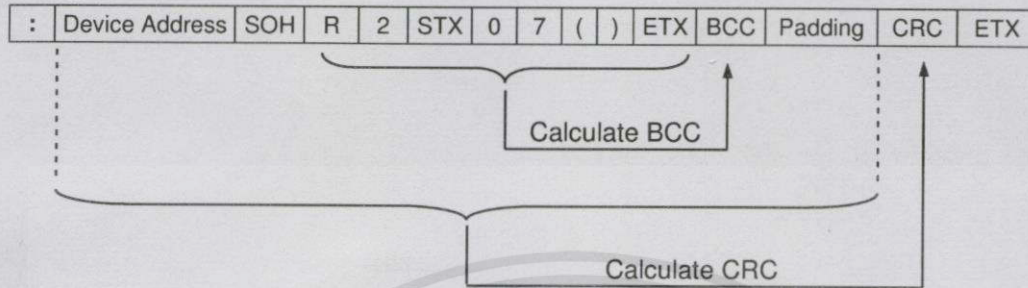 : Device Address SOH R 2 STX 0 7 ( ) ETX BCC Padding CRC ETX
Calculate BCC
Calculate CRC